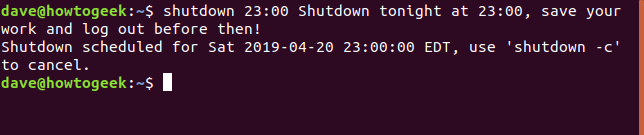 dave@howtogeek:~$ shutdown 23:00 Shutdown tonight at 23:00, save your
work and log out before then!
Shutdown scheduled for Sat 2019-04-20 23:00:00 EDT, use 'shutdown -c'
to cancel.
dave@howtogeek:~$